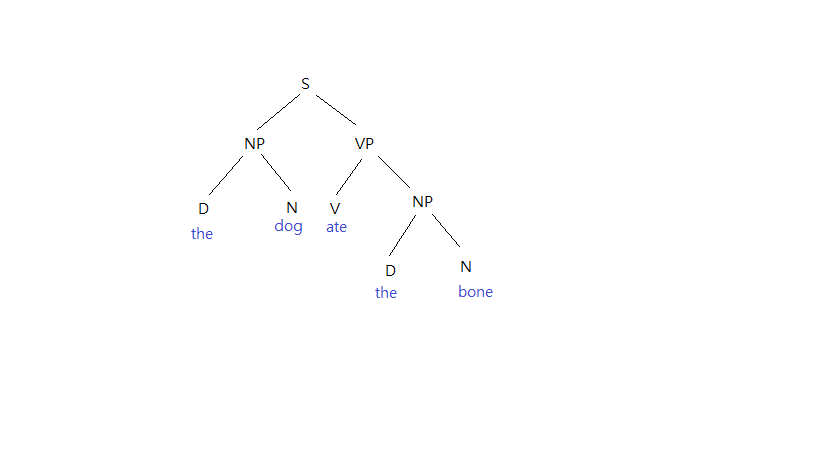 S
NP VP
D N V NP
the dog ate
D N
the bone